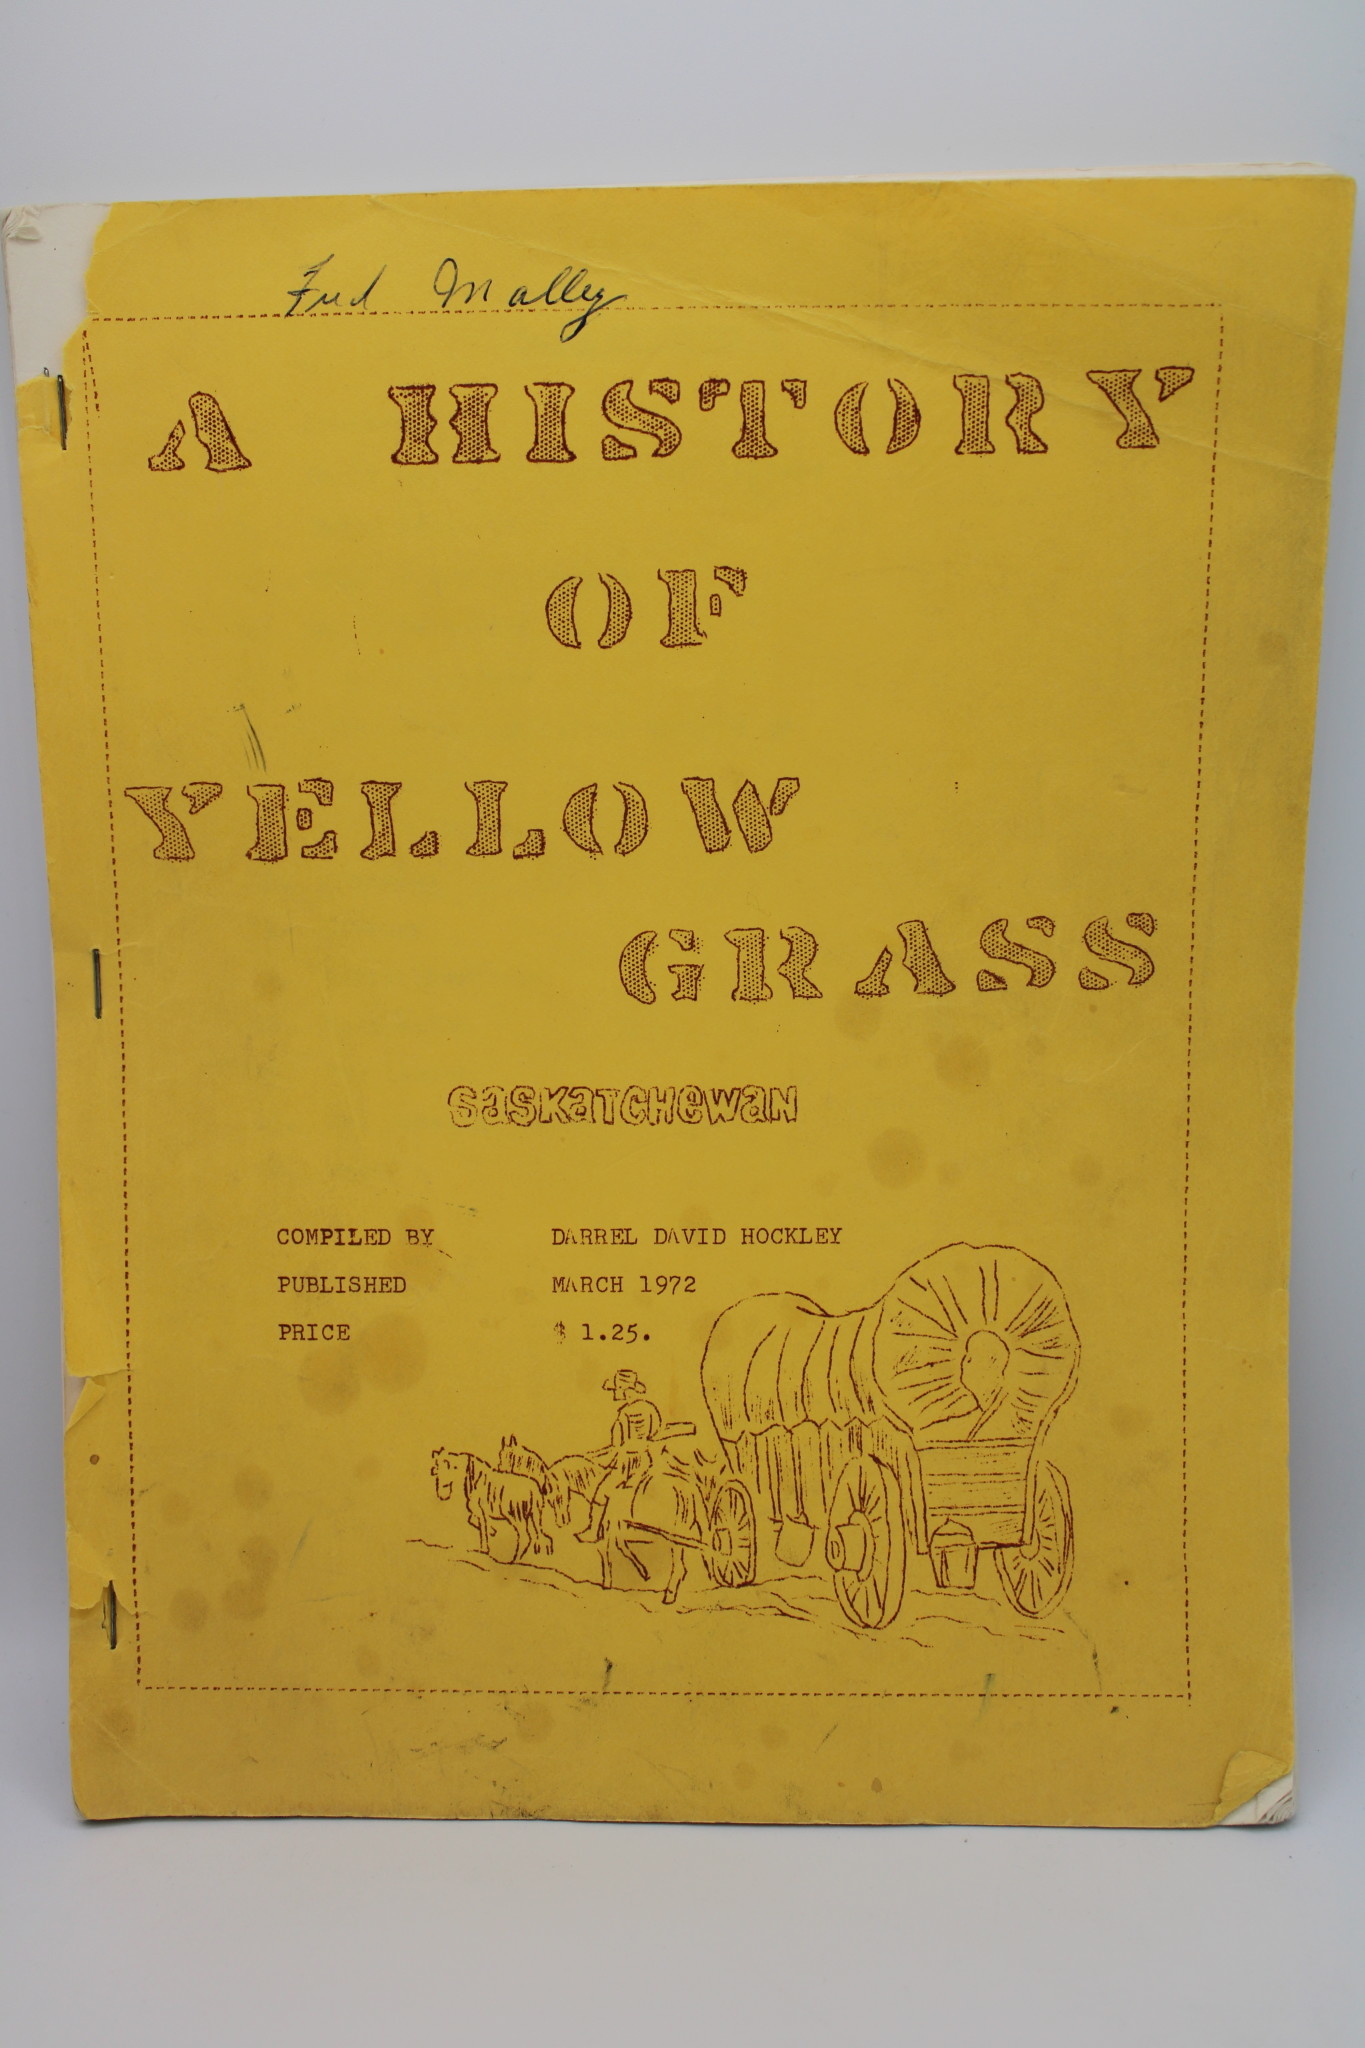 Fred Malley
A HISTORY
OF
YELLOW
GRASS
SASKATCHEWAN
COMPILED BY DARREL DAVID HOCKLEY
PUBLISHED MARCH 1972
PRICE $ 1.25.